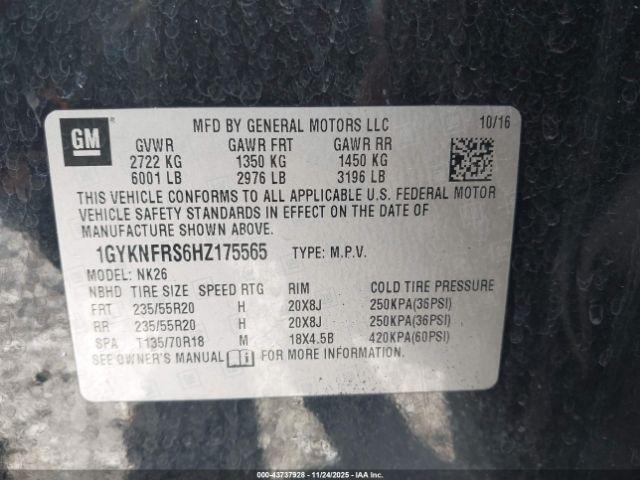 GM
MFD BY GENERAL MOTORS LLC 10/16
GVWR GAWR FRT GAWR RR
2722 KG 1350 KG 1450 KG
6001 LB 2976 LB 3196 LB
THIS VEHICLE CONFORMS TO ALL APPLICABLE U.S. FEDERAL MOTOR
VEHICLE SAFETY STANDARDS IN EFFECT ON THE DATE OF
MANUFACTURE SHOWN ABOVE.
1GYKNFRS6HZ175565 TYPE: M.P.V.
MODEL: NK26
NBHD TIRE SIZE SPEED RTG RIM COLD TIRE PRESSURE
FRT 235/55R20 H 20X8J 250KPA(36PSI)
RR 235/55R20 H 20X8J 250KPA(36PSI)
SPA T135/70R18 M 18X4.5B 420KPA(60PSI)
SEE OWNER'S MANUAL FOR MORE INFORMATION.
000-43737928 - 11/24/2025 - IAAI.COM